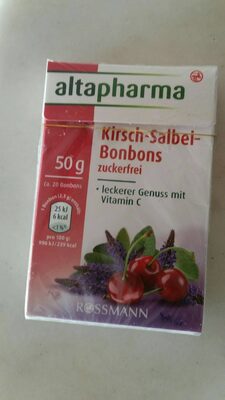 altapharma
Kirsch-Salbei-
Bonbons
zuckerfrei
50 g
ca. 20 Bonbons
• leckerer Genuss mit
Vitamin C
25 kJ
6 kcal
pro 100 g:
ROSSMANN